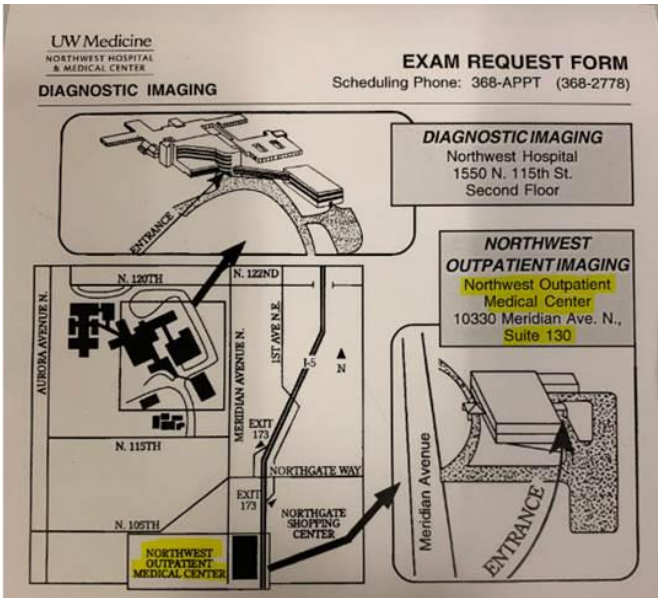 UW Medicine
NORTHWEST HOSPITAL
& MEDICAL CENTER
DIAGNOSTIC IMAGING
EXAM REQUEST FORM
Scheduling Phone: 368-APPT (368-2778)
DIAGNOSTIC IMAGING
Northwest Hospital
1550 N. 115th St.
Second Floor
ENTRANCE
NORTHWEST
OUTPATIENT IMAGING
Northwest Outpatient
Medical Center
10330 Meridian Ave. N.,
Suite 130
N. 120TH
N. 122ND
AURORA AVENUE N.
MERIDIAN AVENUE N.
1ST AVE N.E.
I-5
N
EXIT
173
N. 115TH
NORTHGATE WAY
EXIT
173
NORTHGATE
SHOPPING
CENTER
N. 105TH
NORTHWEST
OUTPATIENT
MEDICAL CENTER
Meridian Avenue
ENTRANCE